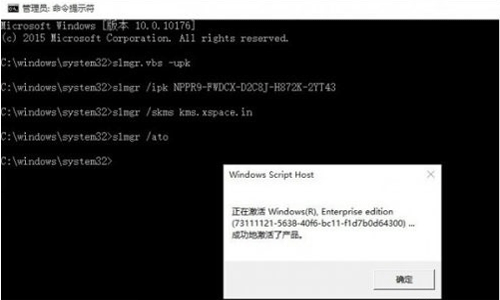 管理员: 命令提示符
Microsoft Windows [版本 10.0.10176]
(c) 2015 Microsoft Corporation. All rights reserved.
C:\windows\system32>slmgr.vbs -upk
C:\windows\system32>slmgr /ipk NPPR9-FWDCX-D2C8J-H872K-2YT43
C:\windows\system32>slmgr /skms kms.xspace.in
C:\windows\system32>slmgr /ato
C:\windows\system32>
Windows Script Host
正在激活 Windows(R), Enterprise edition
(73111121-5638-40f6-bc11-f1d7b0d64300) ...
成功地激活了产品。
确定